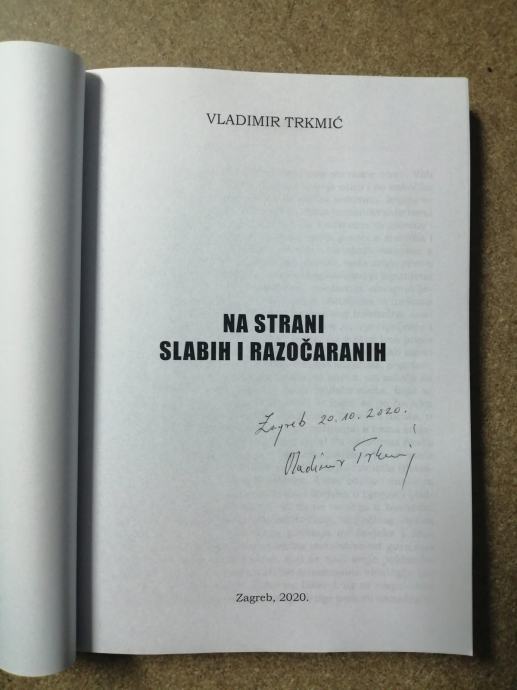 VLADIMIR TRKMIĆ
NA STRANI
SLABIH I RAZOČARANIH
Zagreb 20.10.2020.
Vladimir Trkmić
Zagreb, 2020.